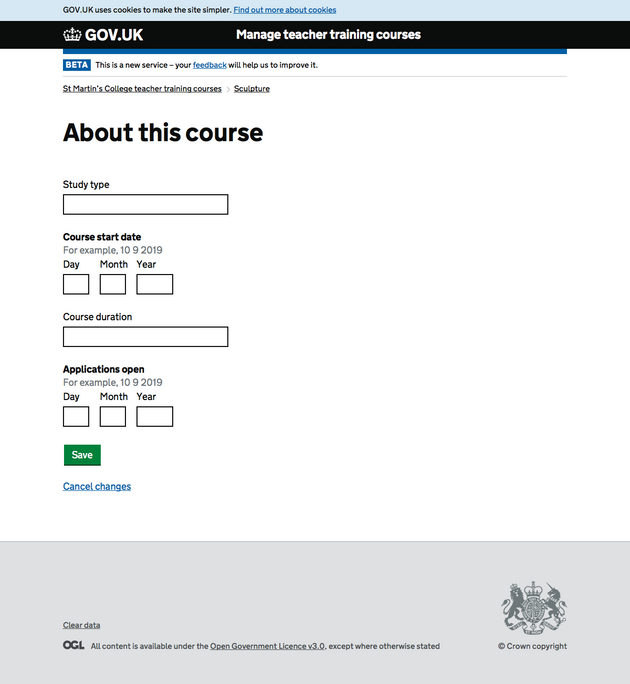 GOV.UK uses cookies to make the site simpler. Find out more about cookies
GOV.UK Manage teacher training courses
BETA This is a new service – your feedback will help us to improve it.
St Martin's College teacher training courses > Sculpture
About this course
Study type
Course start date
For example, 10 9 2019
Day Month Year
Course duration
Applications open
For example, 10 9 2019
Day Month Year
Save
Cancel changes
Clear data
OGL All content is available under the Open Government Licence v3.0, except where otherwise stated
© Crown copyright